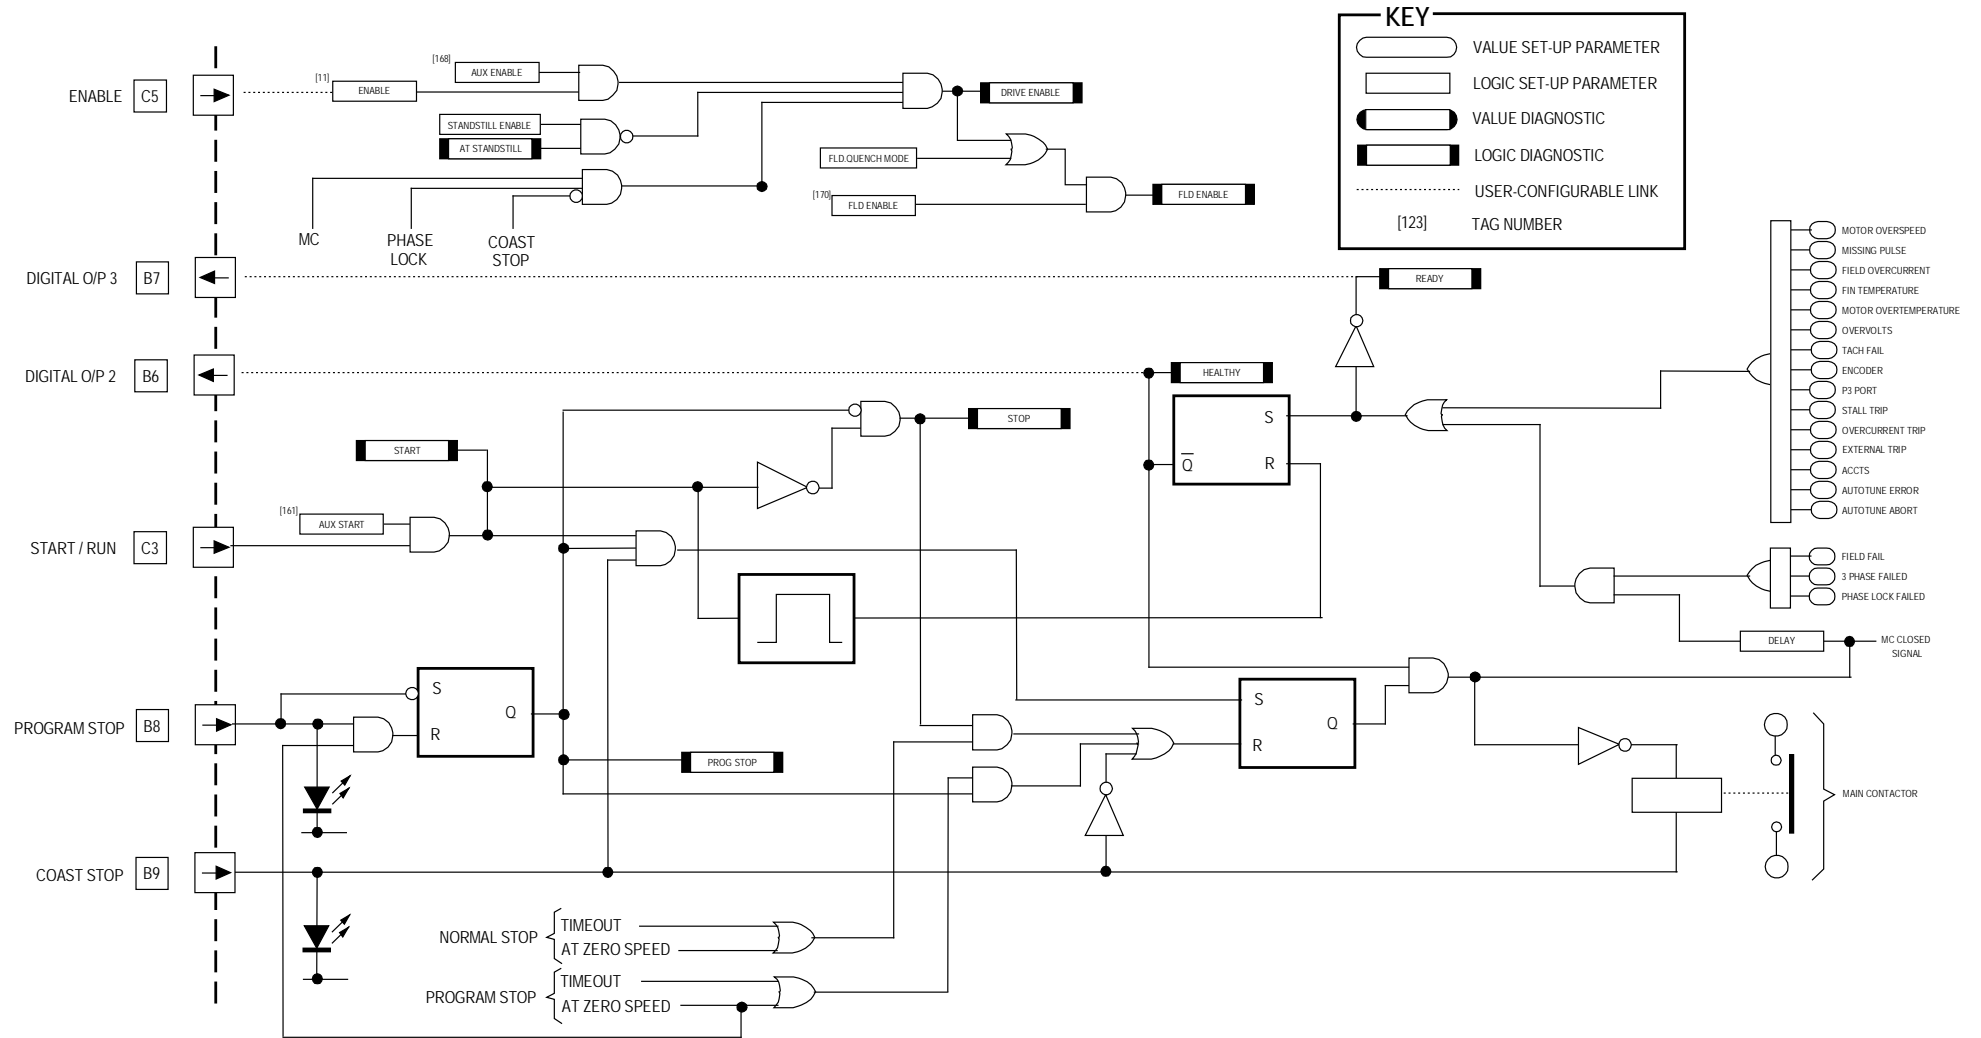 KEY
VALUE SET-UP PARAMETER
LOGIC SET-UP PARAMETER
VALUE DIAGNOSTIC
LOGIC DIAGNOSTIC
USER-CONFIGURABLE LINK
[123] TAG NUMBER
ENABLE C5
[11]
ENABLE
[168]
AUX ENABLE
STANDSTILL ENABLE
AT STANDSTILL
DRIVE ENABLE
FLD.QUENCH MODE
[170]
FLD ENABLE
FLD ENABLE
MC
PHASE
LOCK
COAST
STOP
DIGITAL O/P 3 B7
READY
DIGITAL O/P 2 B6
HEALTHY
STOP
START
S
Q
R
[161]
AUX START
START / RUN C3
MOTOR OVERSPEED
MISSING PULSE
FIELD OVERCURRENT
FIN TEMPERATURE
MOTOR OVERTEMPERATURE
OVERVOLTS
TACH FAIL
ENCODER
P3 PORT
STALL TRIP
OVERCURRENT TRIP
EXTERNAL TRIP
ACCTS
AUTOTUNE ERROR
AUTOTUNE ABORT
FIELD FAIL
3 PHASE FAILED
PHASE LOCK FAILED
DELAY
MC CLOSED
SIGNAL
PROGRAM STOP B8
S
Q
R
PROG STOP
S
Q
R
MAIN CONTACTOR
COAST STOP B9
NORMAL STOP
TIMEOUT
AT ZERO SPEED
PROGRAM STOP
TIMEOUT
AT ZERO SPEED